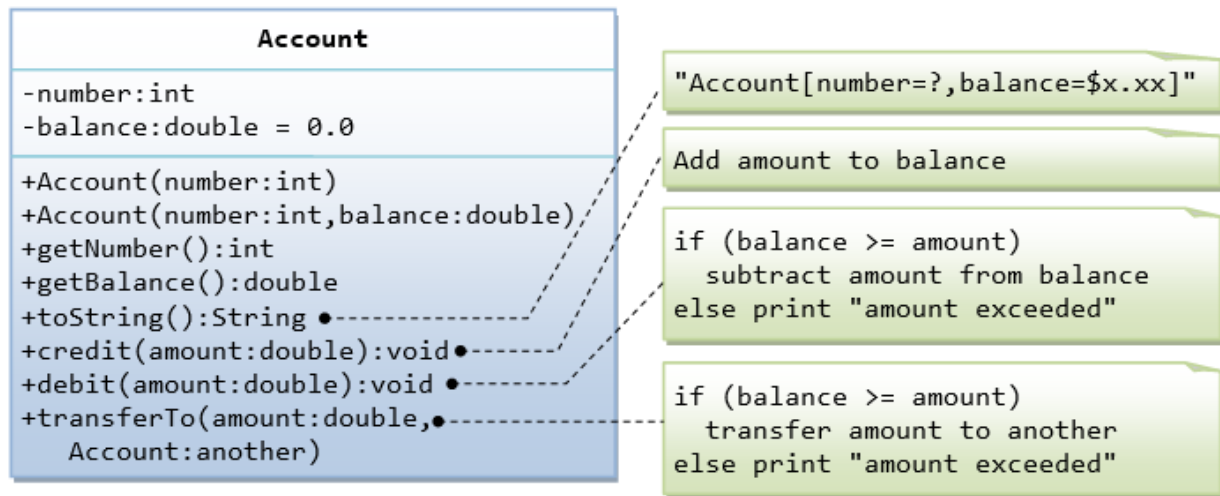 Account
-number:int
-balance:double = 0.0
+Account(number:int)
+Account(number:int,balance:double)
+getNumber():int
+getBalance():double
+toString():String
+credit(amount:double):void
+debit(amount:double):void
+transferTo(amount:double,
Account:another)
"Account[number=?,balance=$x.xx]"
Add amount to balance
if (balance >= amount)
subtract amount from balance
else print "amount exceeded"
if (balance >= amount)
transfer amount to another
else print "amount exceeded"